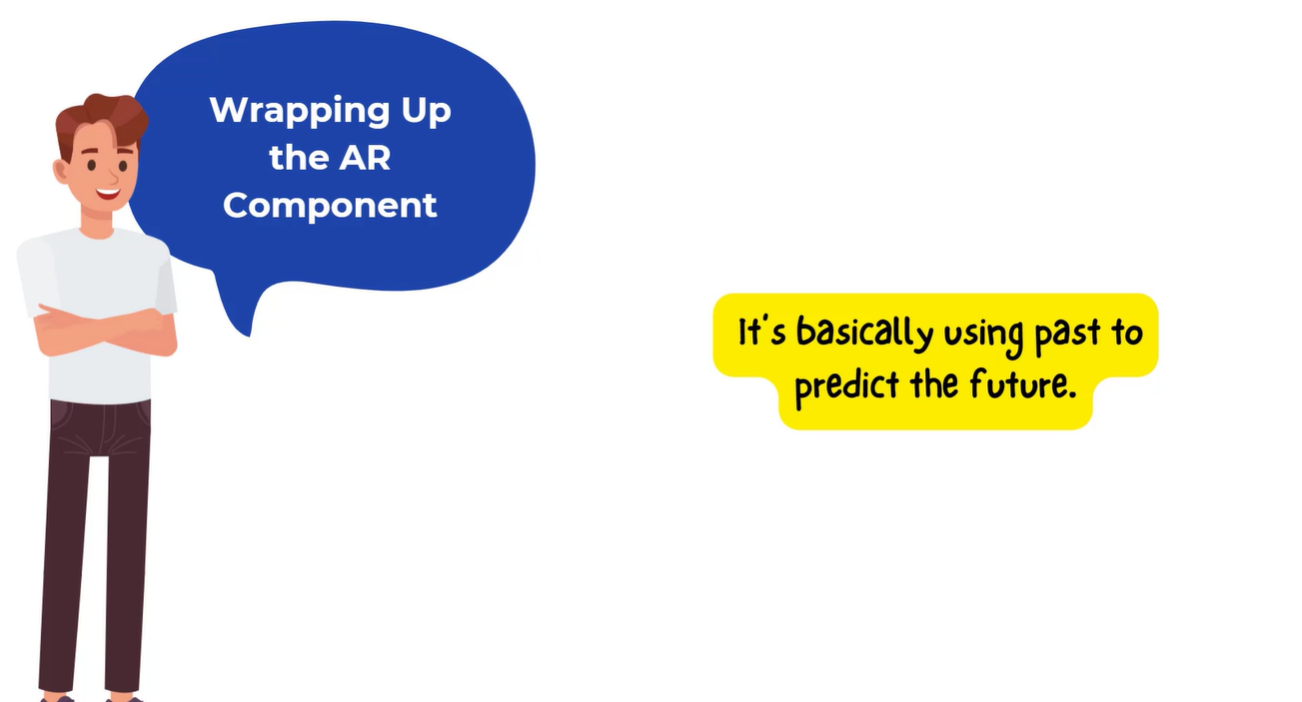 Wrapping Up
the AR
Component
It's basically using past to
predict the future.